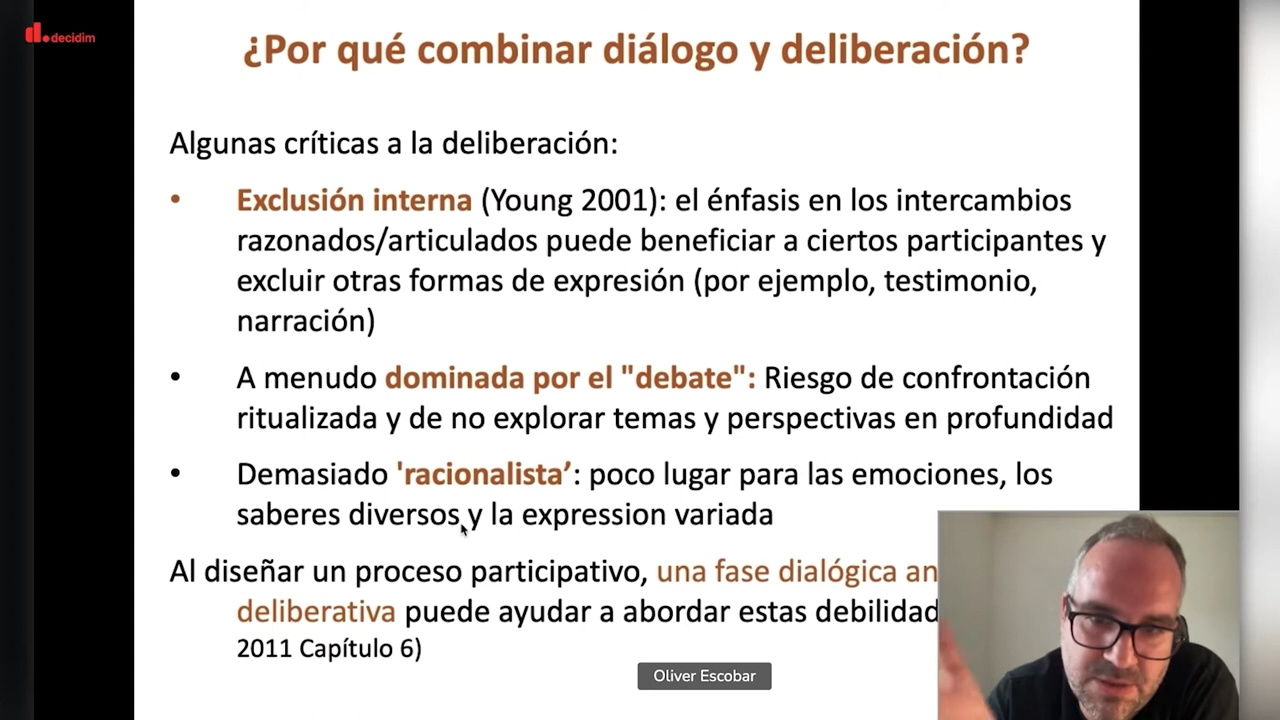 decidim
¿Por qué combinar diálogo y deliberación?
Algunas críticas a la deliberación:
• Exclusión interna (Young 2001): el énfasis en los intercambios
razonados/articulados puede beneficiar a ciertos participantes y
excluir otras formas de expresión (por ejemplo, testimonio,
narración)
• A menudo dominada por el "debate": Riesgo de confrontación
ritualizada y de no explorar temas y perspectivas en profundidad
• Demasiado 'racionalista’: poco lugar para las emociones, los
saberes diversos y la expression variada
Al diseñar un proceso participativo, una fase dialógica an
deliberativa puede ayudar a abordar estas debilidad
2011 Capítulo 6)
Oliver Escobar